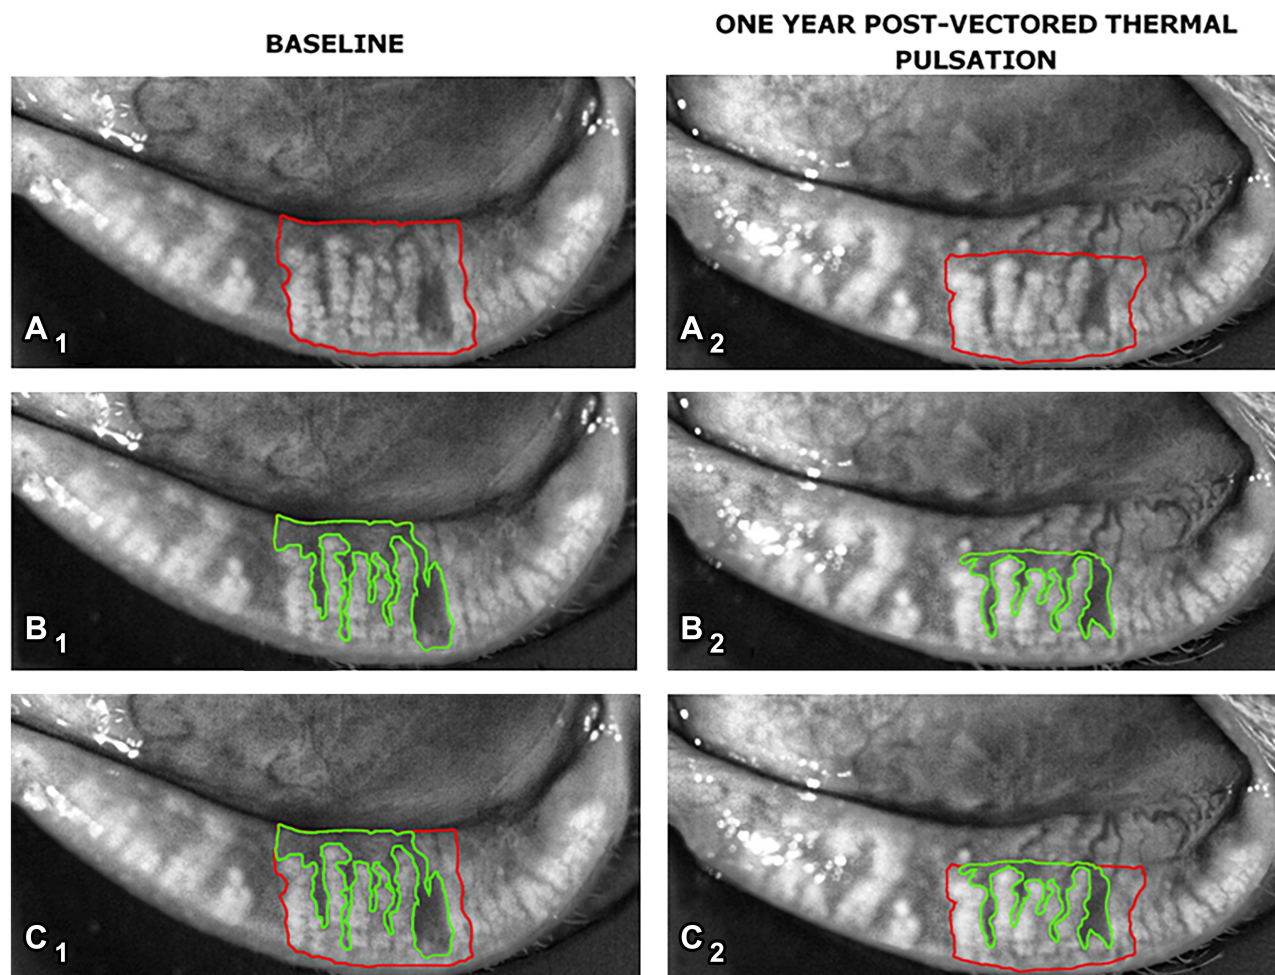 BASELINE
ONE YEAR POST-VECTORED THERMAL
PULSATION
A 1
A 2
B 1
B 2
C 1
C 2